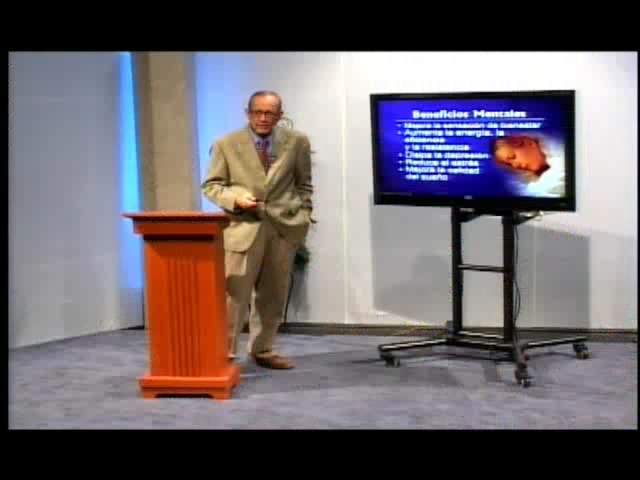 Beneficios Mentales
• Mejora la sensación de bienestar
• Aumenta la energía, la
eficiencia
y la resistencia
• Disipa la depresión
• Reduce el estrés
• Mejora la calidad
del sueño